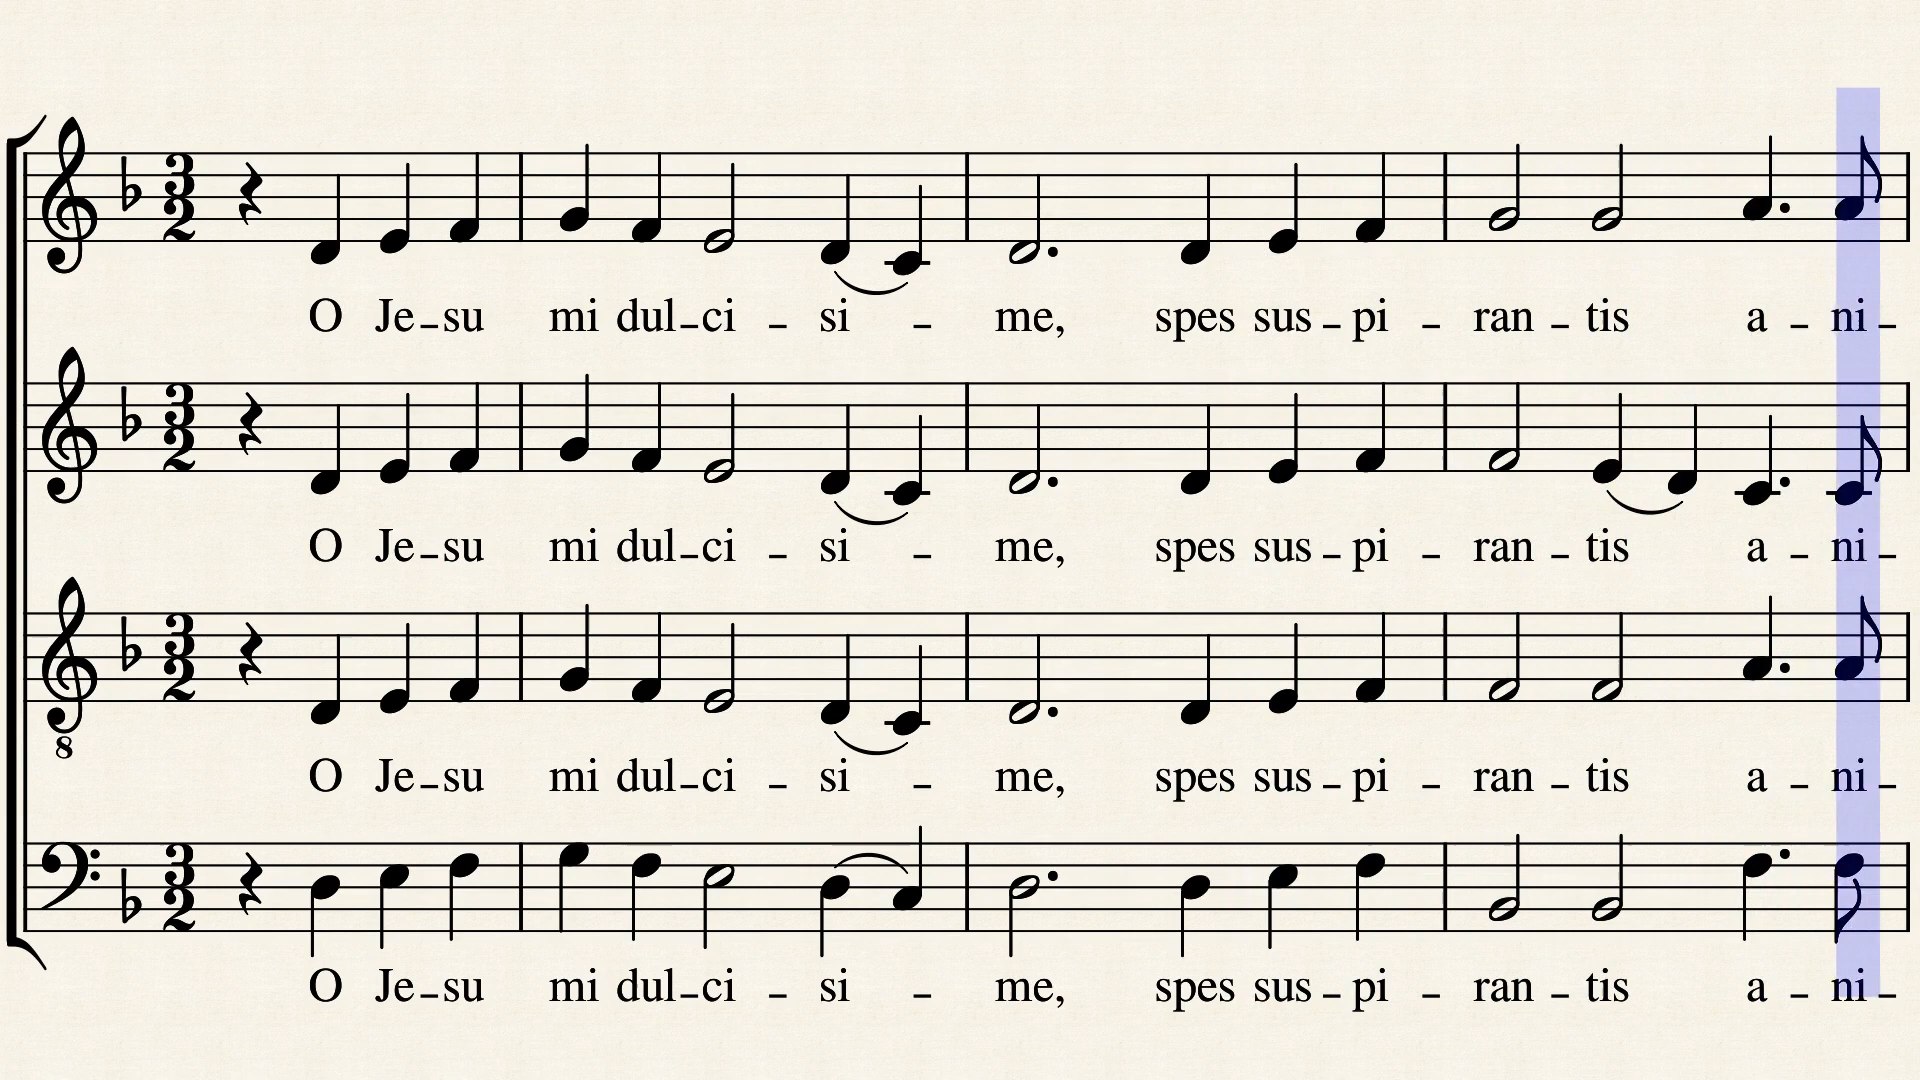 O Je-su mi dul-ci - si - me, spes sus-pi - ran-tis a - ni-
O Je-su mi dul-ci - si - me, spes sus-pi - ran-tis a - ni-
8
O Je-su mi dul-ci - si - me, spes sus-pi - ran-tis a - ni-
O Je-su mi dul-ci - si - me, spes sus-pi - ran-tis a - ni-